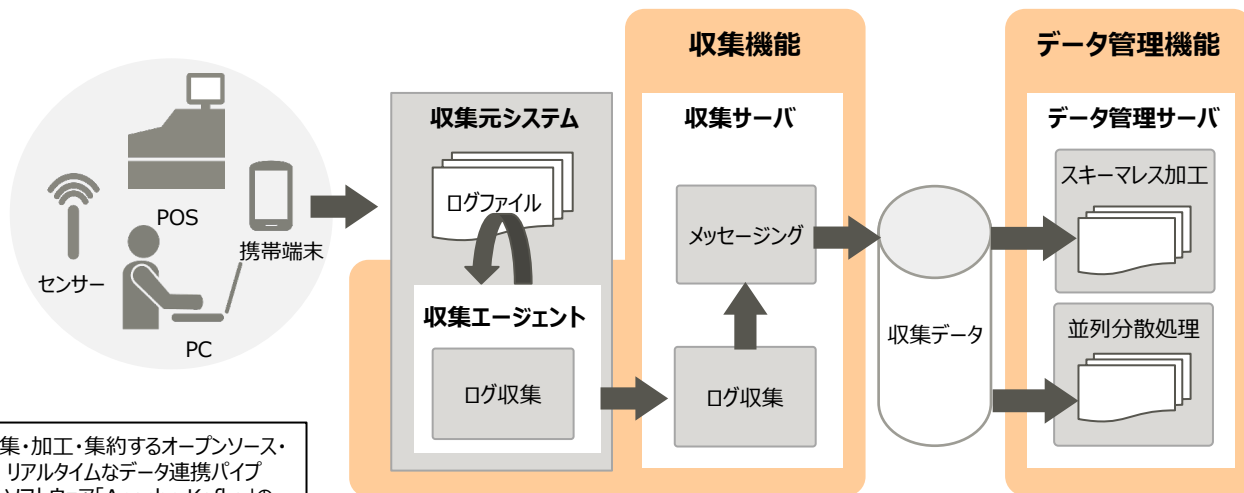 収集機能
データ管理機能
収集元システム
収集サーバ
データ管理サーバ
ログファイル
スキーマレス加工
POS
メッセージング
携帯端末
センサー
収集エージェント
収集データ
並列分散処理
PC
ログ収集
ログ収集
集・加工・集約するオープンソース・
リアルタイムなデータ連携パイプ